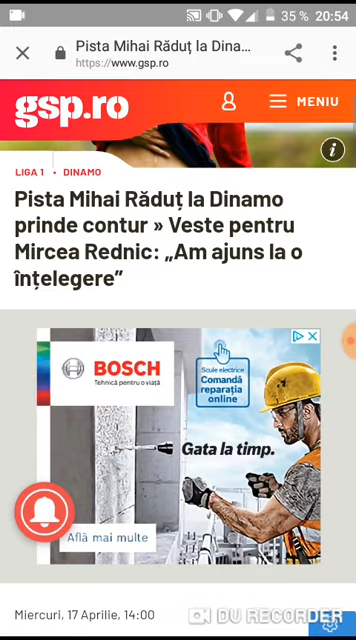 35 % 20:54
Pista Mihai Răduț la Dina...
https://www.gsp.ro
gsp.ro
MENIU
i
LIGA 1 • DINAMO
Pista Mihai Răduț la Dinamo
prinde contur » Veste pentru
Mircea Rednic: „Am ajuns la o
înțelegere”
BOSCH
Tehnică pentru o viață
Scule electrice
Comandă
reparația
online
Gata la timp.
Află mai multe
Miercuri, 17 Aprilie, 14:00
DU RECORDER